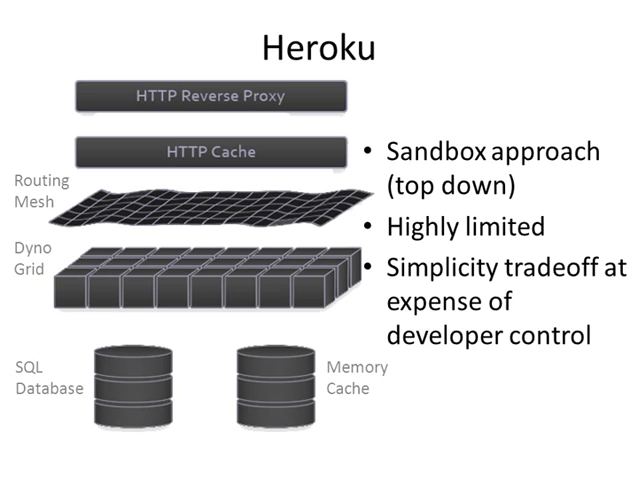 Heroku
HTTP Reverse Proxy
HTTP Cache
Routing
Mesh
Dyno
Grid
SQL
Database
Memory
Cache
• Sandbox approach
(top down)
• Highly limited
• Simplicity tradeoff at
expense of
developer control